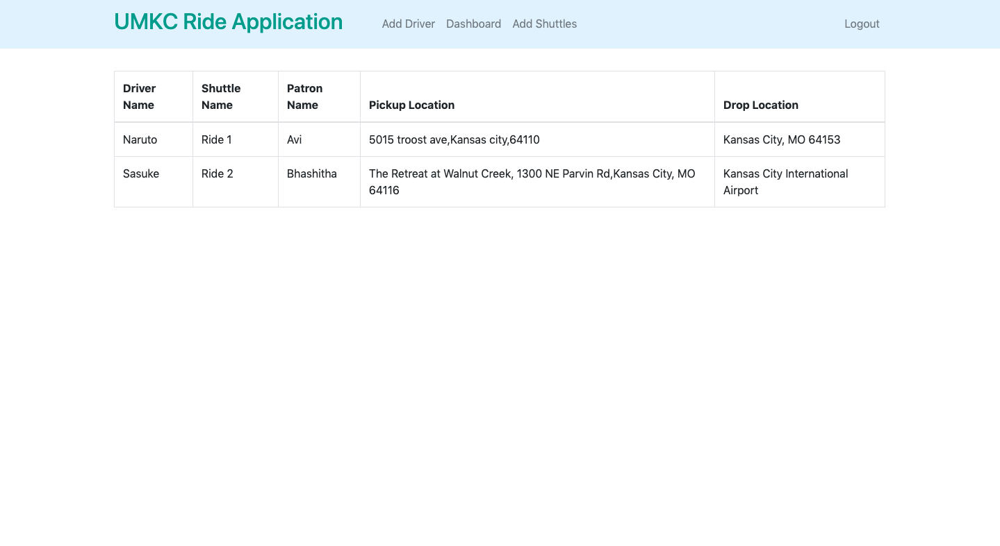 UMKC Ride Application Add Driver Dashboard Add Shuttles Logout
Driver Name Shuttle Name Patron Name Pickup Location Drop Location
Naruto Ride 1 Avi 5015 troost ave,Kansas city,64110 Kansas City, MO 64153
Sasuke Ride 2 Bhashitha The Retreat at Walnut Creek, 1300 NE Parvin Rd,Kansas City, MO 64116 Kansas City International Airport